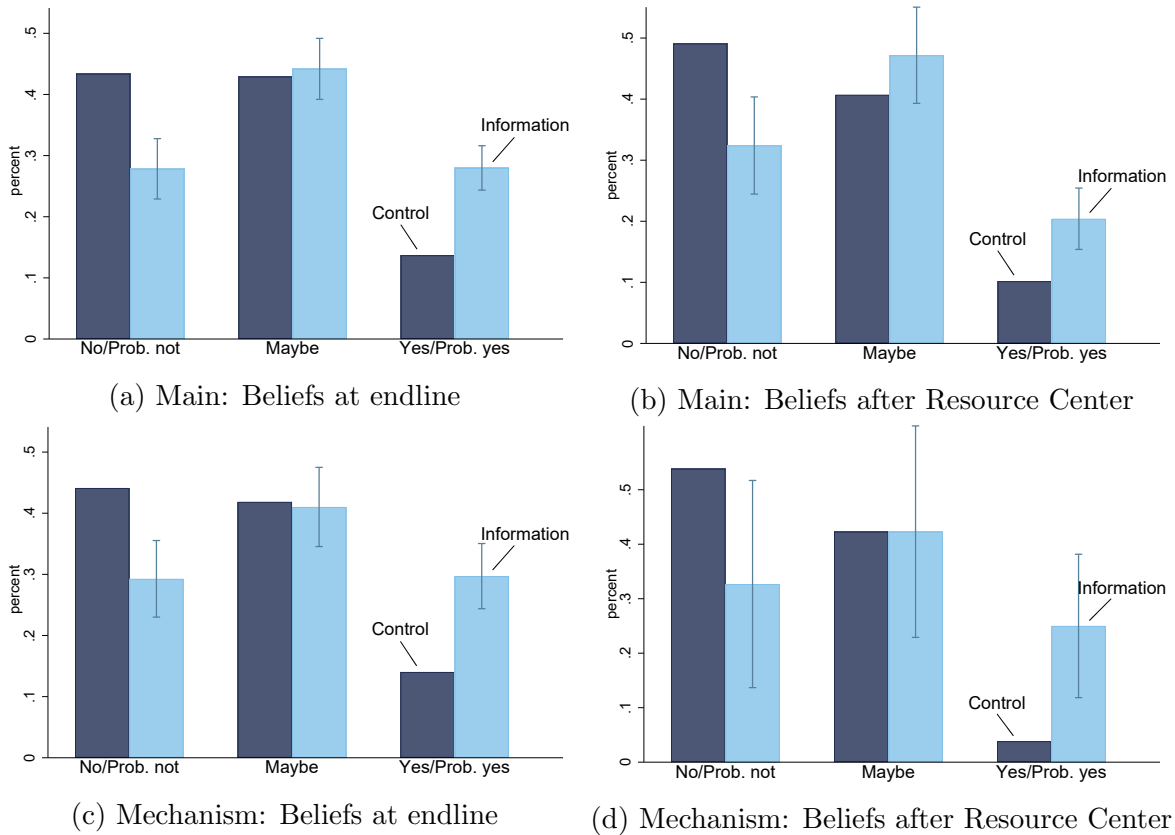 .5
.4
.3
.2
.1
0
percent
Information
Control
No/Prob. not
Maybe
Yes/Prob. yes
(a) Main: Beliefs at endline
.5
.4
.3
.2
.1
0
percent
Information
Control
No/Prob. not
Maybe
Yes/Prob. yes
(b) Main: Beliefs after Resource Center
.5
.4
.3
.2
.1
0
percent
Information
Control
No/Prob. not
Maybe
Yes/Prob. yes
(c) Mechanism: Beliefs at endline
.5
.4
.3
.2
.1
0
percent
Information
Control
No/Prob. not
Maybe
Yes/Prob. yes
(d) Mechanism: Beliefs after Resource Center